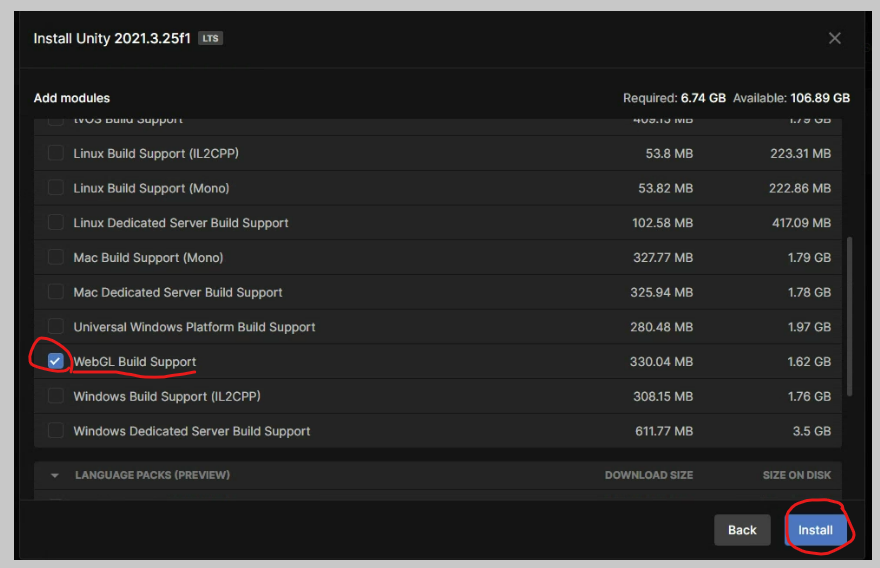 Install Unity 2021.3.25f1 LTS
Add modules Required: 6.74 GB Available: 106.89 GB
tvOS Build Support 409.13 MB 1.79 GB
Linux Build Support (IL2CPP) 53.8 MB 223.31 MB
Linux Build Support (Mono) 53.82 MB 222.86 MB
Linux Dedicated Server Build Support 102.58 MB 417.09 MB
Mac Build Support (Mono) 327.77 MB 1.79 GB
Mac Dedicated Server Build Support 325.94 MB 1.78 GB
Universal Windows Platform Build Support 280.48 MB 1.97 GB
WebGL Build Support 330.04 MB 1.62 GB
Windows Build Support (IL2CPP) 308.15 MB 1.76 GB
Windows Dedicated Server Build Support 611.77 MB 3.5 GB
LANGUAGE PACKS (PREVIEW) DOWNLOAD SIZE SIZE ON DISK
Back Install